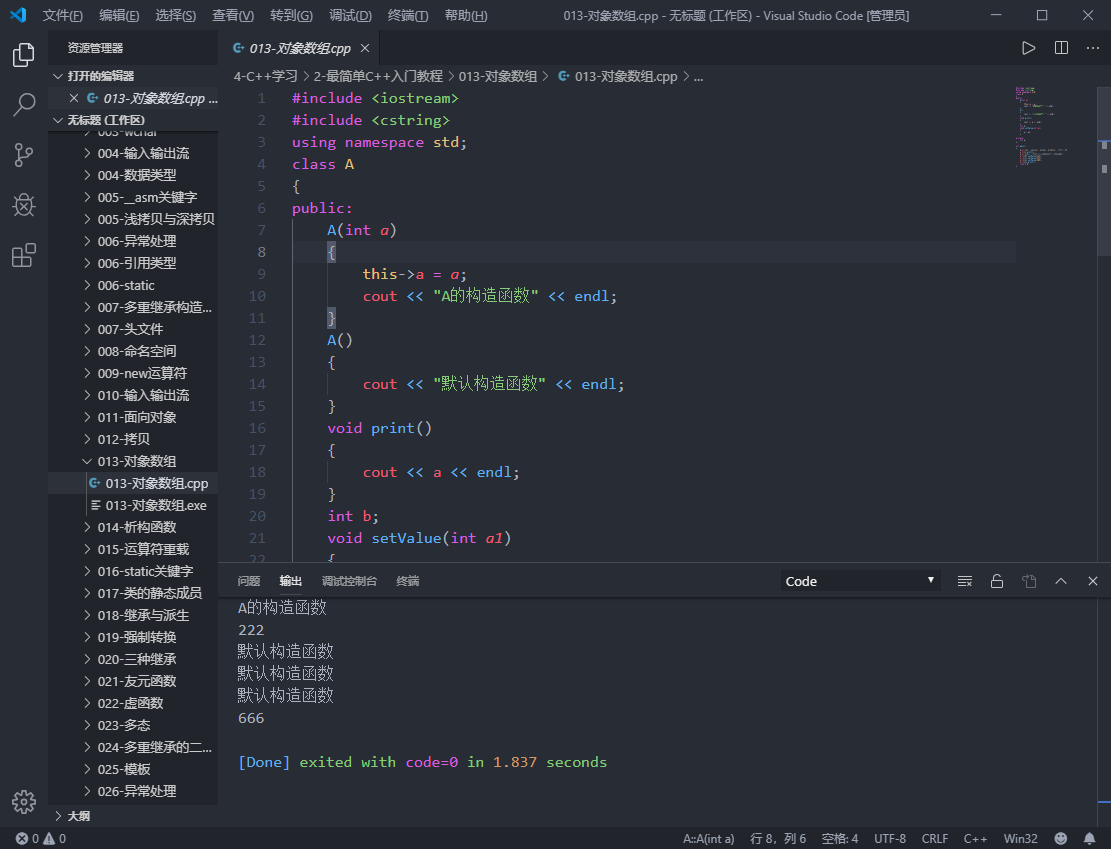 文件(F) 编辑(E) 选择(S) 查看(V) 转到(G) 调试(D) 终端(T) 帮助(H) 013-对象数组.cpp - 无标题 (工作区) - Visual Studio Code [管理员]
资源管理器
打开的编辑器
013-对象数组.cpp ...
无标题 (工作区)
003-wchar
004-输入输出流
004-数据类型
005-__asm关键字
005-浅拷贝与深拷贝
006-异常处理
006-引用类型
006-static
007-多重继承构造...
007-头文件
008-命名空间
009-new运算符
010-输入输出流
011-面向对象
012-拷贝
013-对象数组
013-对象数组.cpp
013-对象数组.exe
014-析构函数
015-运算符重载
016-static关键字
017-类的静态成员
018-继承与派生
019-强制转换
020-三种继承
021-友元函数
022-虚函数
023-多态
024-多重继承的二...
025-模板
026-异常处理
大纲
013-对象数组.cpp
4-C++学习 > 2-最简单C++入门教程 > 013-对象数组 > 013-对象数组.cpp > ...
1 #include <iostream>
2 #include <cstring>
3 using namespace std;
4 class A
5 {
6 public:
7 A(int a)
8 {
9 this->a = a;
10 cout << "A的构造函数" << endl;
11 }
12 A()
13 {
14 cout << "默认构造函数" << endl;
15 }
16 void print()
17 {
18 cout << a << endl;
19 }
20 int b;
21 void setValue(int a1)
22 {
问题 输出 调试控制台 终端 Code
A的构造函数
222
默认构造函数
默认构造函数
默认构造函数
666
[Done] exited with code=0 in 1.837 seconds
0 0 A::A(int a) 行 8，列 6 空格: 4 UTF-8 CRLF C++ Win32